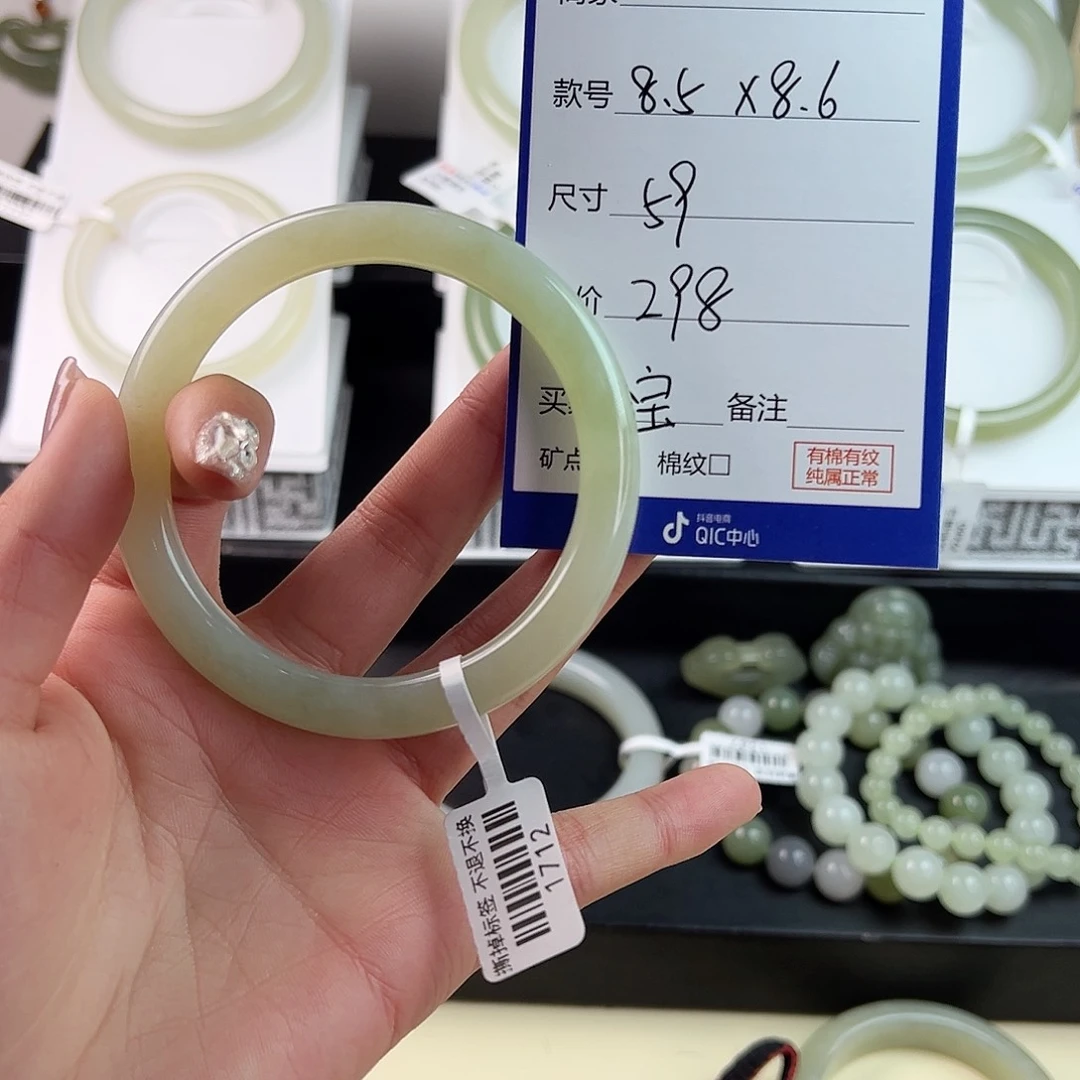 款号 8.5 x8.6
尺寸 59
价 298
买 宝 备注
矿点 棉纹□
有棉有纹
纯属正常
抖音电商
QIC中心
撕掉标签 不退不换
1712